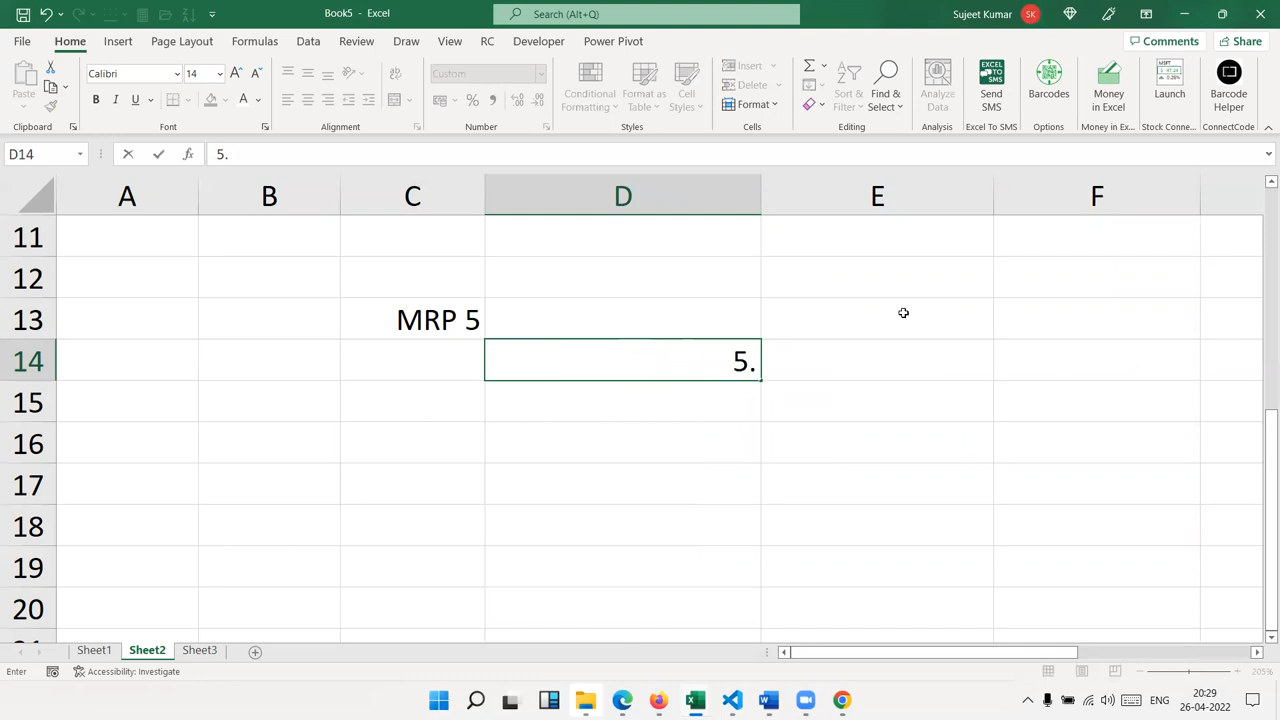 Book5 - Excel
Search (Alt+Q)
Sujeet Kumar
SK
File Home Insert Page Layout Formulas Data Review Draw View RC Developer Help Power Pivot
Comments
Share
Paste
Calibri 14
B I U
Custom
Conditional Formatting
Format as Table
Cell Styles
Insert
Delete
Format
Sort & Filter
Find & Select
Analyze Data
EXCEL TO SMS
Send SMS
Barcodes
Money in Excel
Launch
Barcode Helper
Clipboard Font Alignment Number Styles Cells Editing Analysis Excel To SMS Options Money in Ex... Stock Conne... ConnectCode
D14 fx 5.
A B C D E F
11
12
13 MRP 5
14 5.
15
16
17
18
19
20
Sheet1 Sheet2 Sheet3
Enter Accessibility: Investigate 205%
ENG 20:29
26-04-2022